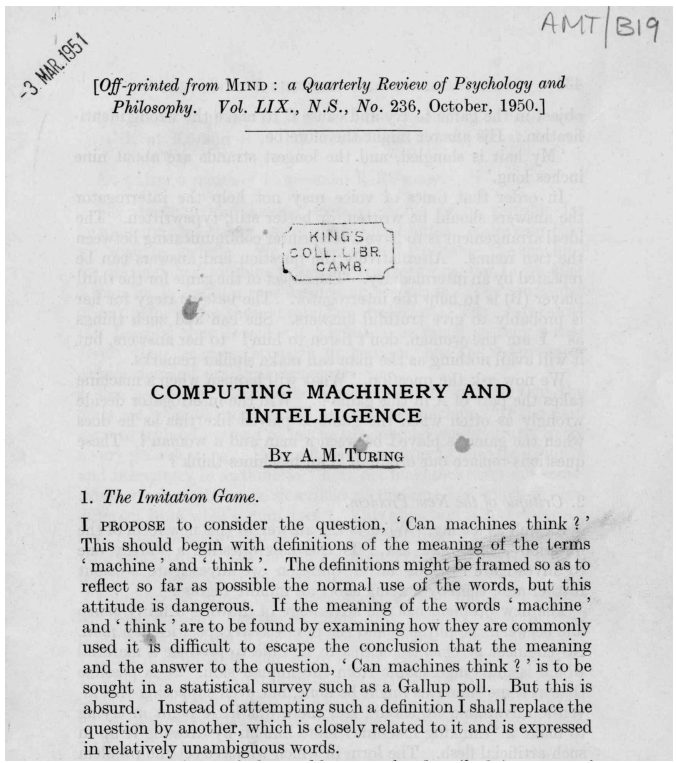 AMT/B19
-3. MAR. 1951
[Off-printed from MIND : a Quarterly Review of Psychology and
Philosophy. Vol. LIX., N.S., No. 236, October, 1950.]
KING'S
COLL. LIBR
CAMB.
COMPUTING MACHINERY AND
INTELLIGENCE
BY A. M. TURING
1. The Imitation Game.
I PROPOSE to consider the question, ‘ Can machines think ? ’
This should begin with definitions of the meaning of the terms
‘ machine ’ and ‘ think ’. The definitions might be framed so as to
reflect so far as possible the normal use of the words, but this
attitude is dangerous. If the meaning of the words ‘ machine ’
and ‘ think ’ are to be found by examining how they are commonly
used it is difficult to escape the conclusion that the meaning
and the answer to the question, ‘ Can machines think ? ’ is to be
sought in a statistical survey such as a Gallup poll. But this is
absurd. Instead of attempting such a definition I shall replace the
question by another, which is closely related to it and is expressed
in relatively unambiguous words.